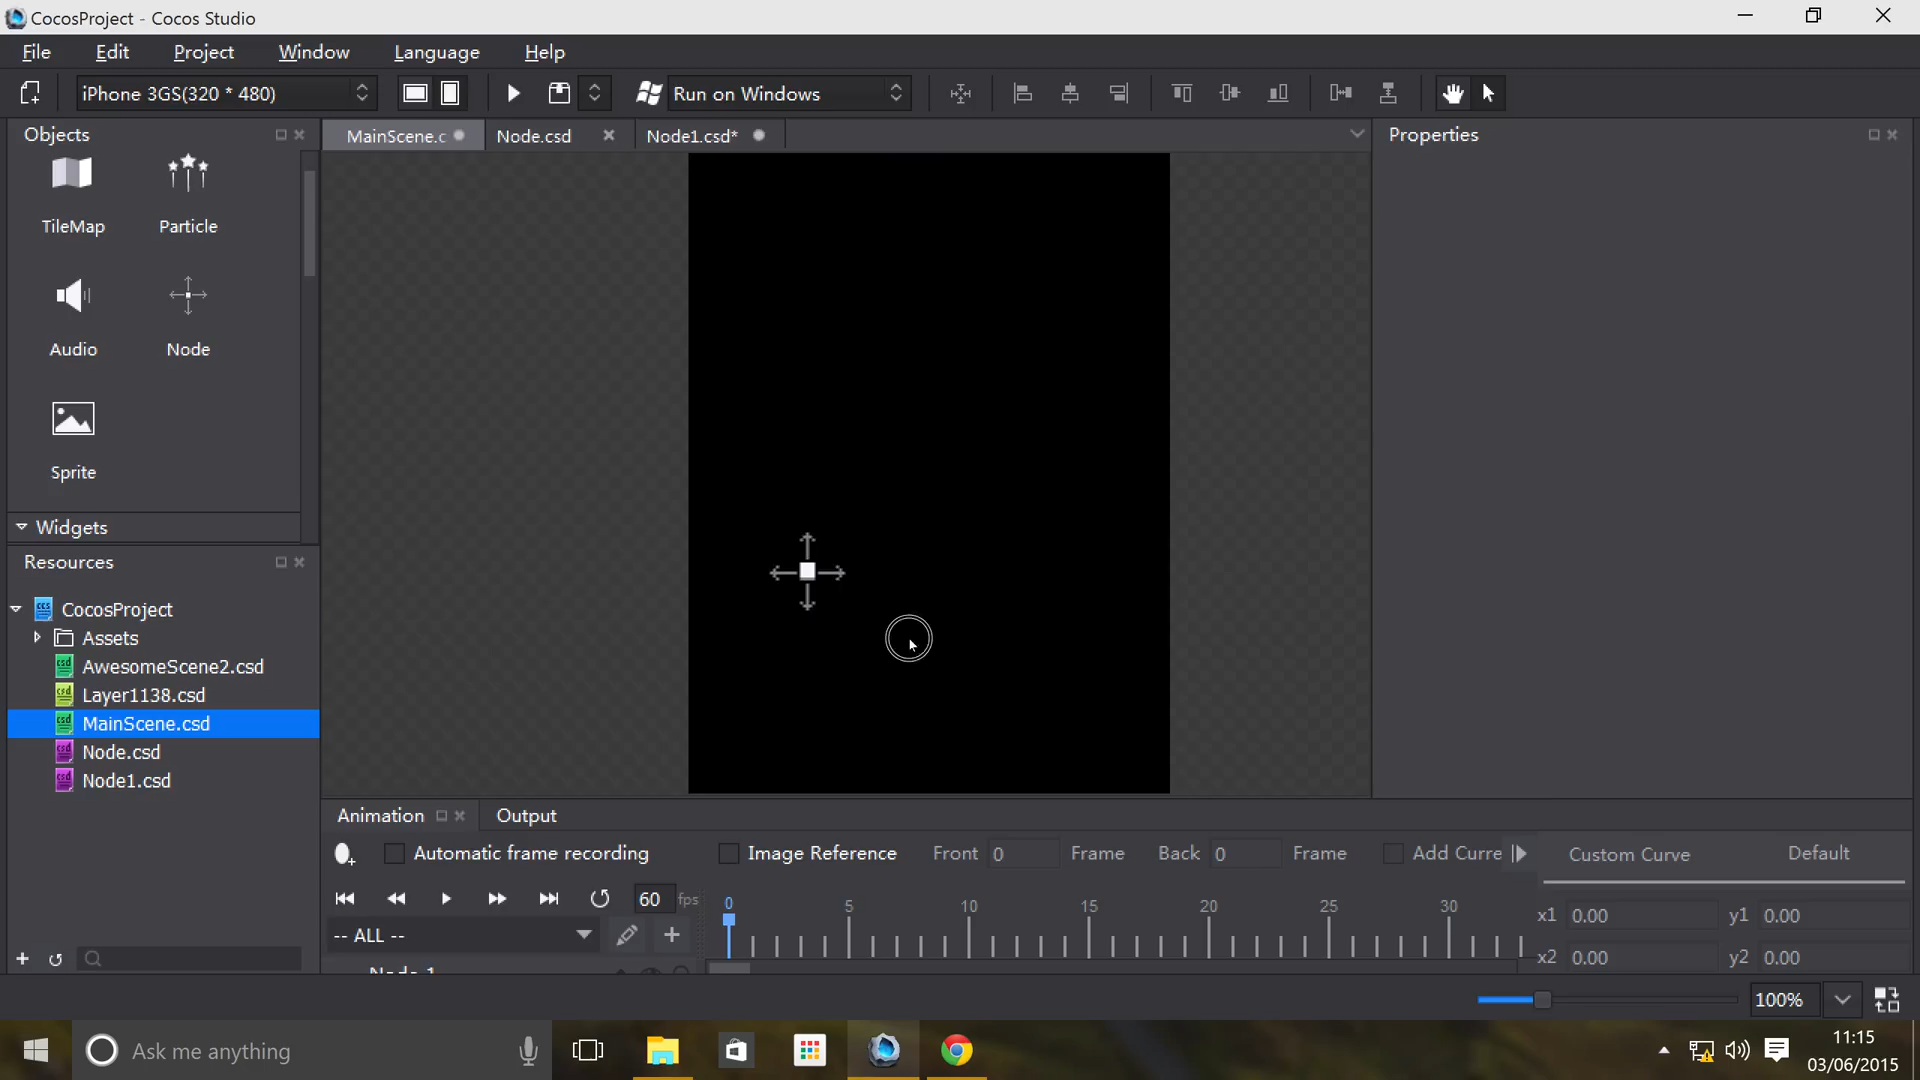 CocosProject - Cocos Studio
File Edit Project Window Language Help
iPhone 3GS(320 * 480) Run on Windows
Objects
MainScene.c Node.csd Node1.csd*
Properties
TileMap Particle
Audio Node
Sprite
Widgets
Resources
CocosProject
Assets
AwesomeScene2.csd
Layer1138.csd
MainScene.csd
Node.csd
Node1.csd
Animation Output
Automatic frame recording Image Reference Front 0 Frame Back 0 Frame Add Curre Custom Curve Default
60 fps 0 5 10 15 20 25 30
-- ALL --
x1 0.00 y1 0.00
x2 0.00 y2 0.00
100%
Ask me anything
11:15
03/06/2015